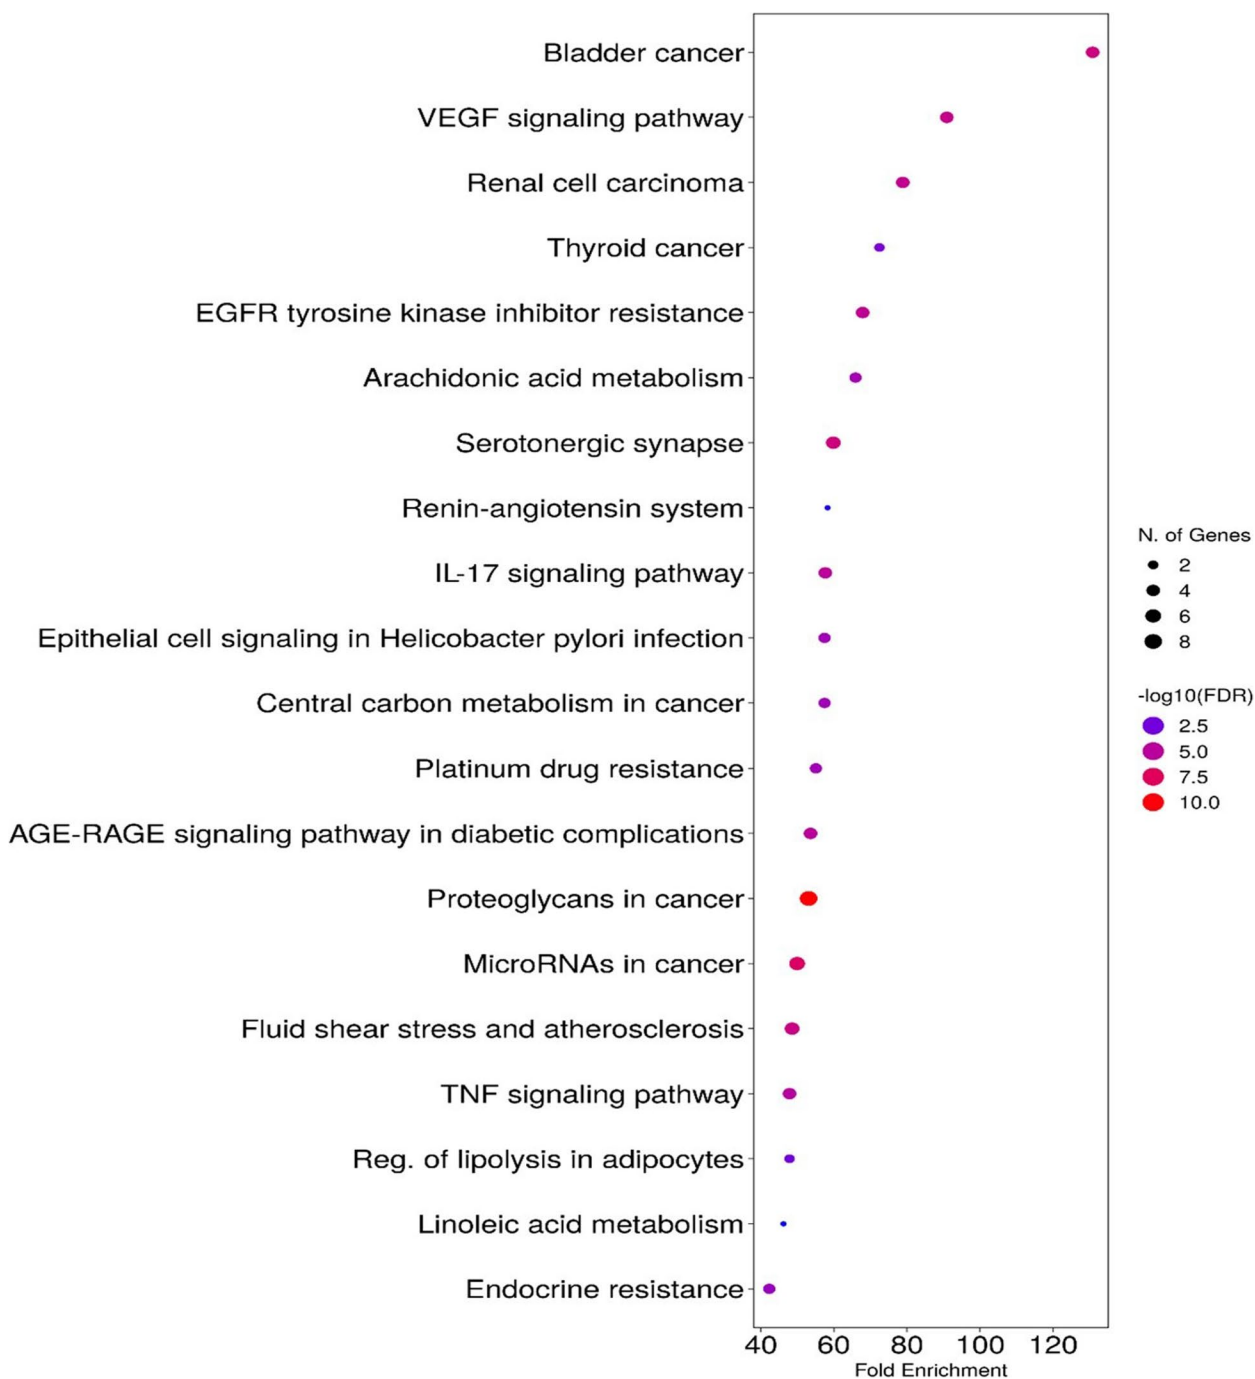 Bladder cancer
VEGF signaling pathway
Renal cell carcinoma
Thyroid cancer
EGFR tyrosine kinase inhibitor resistance
Arachidonic acid metabolism
Serotonergic synapse
Renin-angiotensin system
IL-17 signaling pathway
Epithelial cell signaling in Helicobacter pylori infection
Central carbon metabolism in cancer
Platinum drug resistance
AGE-RAGE signaling pathway in diabetic complications
Proteoglycans in cancer
MicroRNAs in cancer
Fluid shear stress and atherosclerosis
TNF signaling pathway
Reg. of lipolysis in adipocytes
Linoleic acid metabolism
Endocrine resistance
40 60 80 100 120
Fold Enrichment
N. of Genes
2
4
6
8
-log10(FDR)
2.5
5.0
7.5
10.0